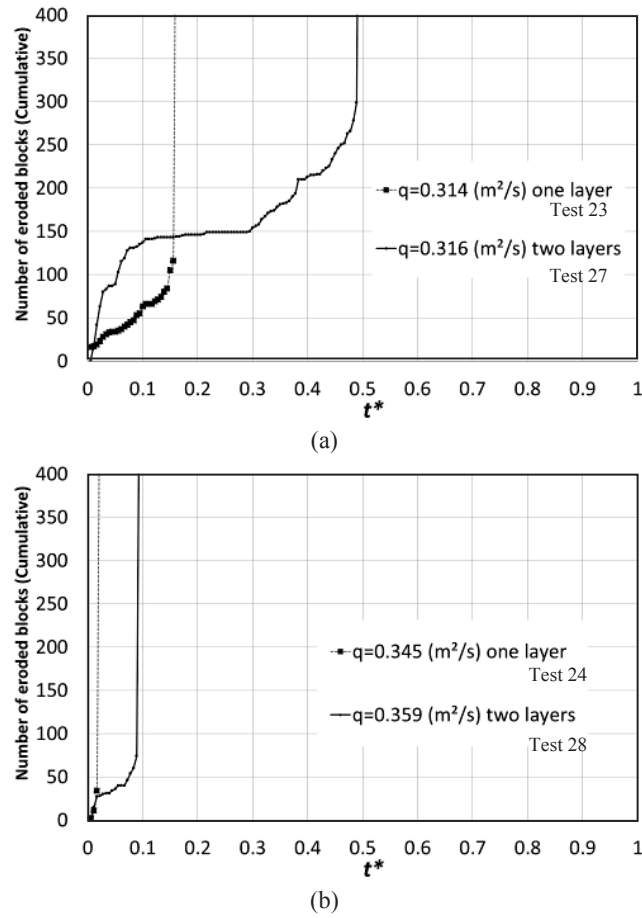 400
350
300
250
200
150
100
50
0
Number of eroded blocks (Cumulative)
q=0.314 (m²/s) one layer
Test 23
q=0.316 (m²/s) two layers
Test 27
0 0.1 0.2 0.3 0.4 0.5 0.6 0.7 0.8 0.9 1
t*
(a)
400
350
300
250
200
150
100
50
0
Number of eroded blocks (Cumulative)
q=0.345 (m²/s) one layer
Test 24
q=0.359 (m²/s) two layers
Test 28
0 0.1 0.2 0.3 0.4 0.5 0.6 0.7 0.8 0.9 1
t*
(b)